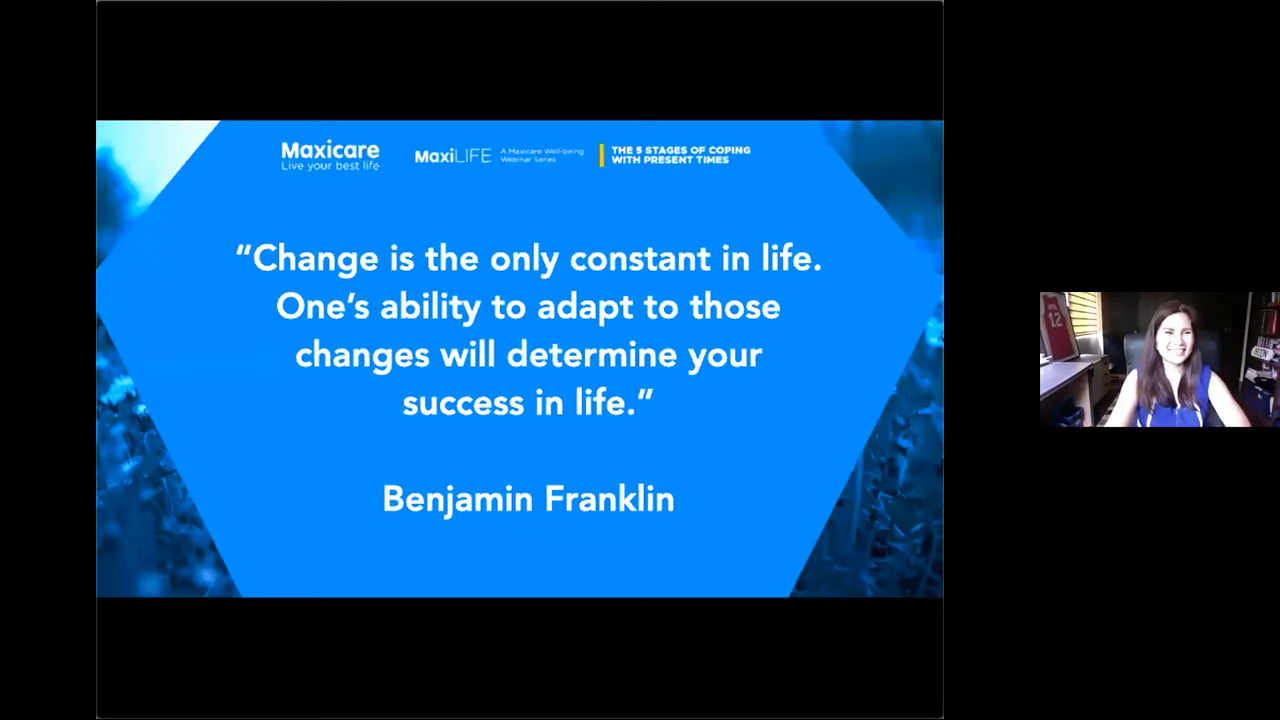 Maxicare
Live your best life
MaxiLIFE
A Maxicare Well-being
Webinar Series
THE 5 STAGES OF COPING
WITH PRESENT TIMES
“Change is the only constant in life.
One’s ability to adapt to those
changes will determine your
success in life.”
Benjamin Franklin
12